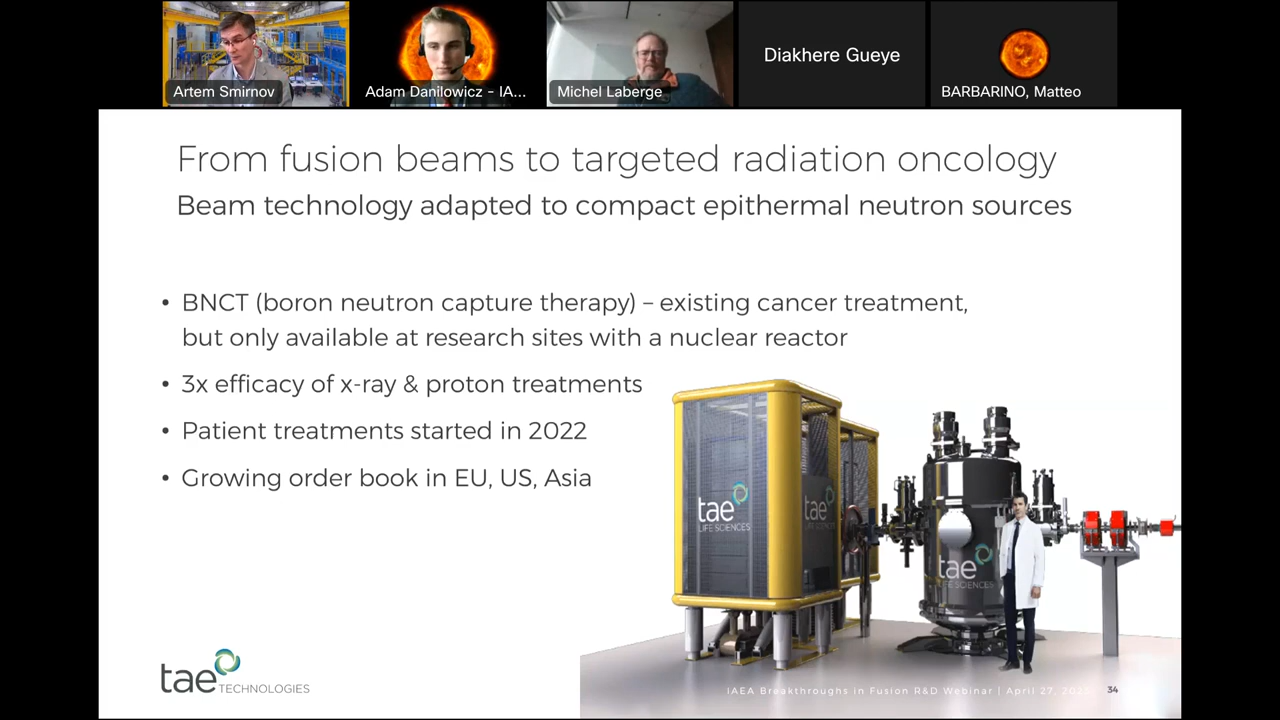 Artem Smirnov
Adam Danilowicz - IA...
Michel Laberge
Diakhere Gueye
BARBARINO, Matteo
From fusion beams to targeted radiation oncology
Beam technology adapted to compact epithermal neutron sources
• BNCT (boron neutron capture therapy) – existing cancer treatment,
but only available at research sites with a nuclear reactor
• 3x efficacy of x-ray & proton treatments
• Patient treatments started in 2022
• Growing order book in EU, US, Asia
tae
LIFE SCIENCES
tae
LIFE SCIENCES
tae
LIFE SCIENCES
tae TECHNOLOGIES
IAEA Breakthroughs in Fusion R&D Webinar | April 27, 34